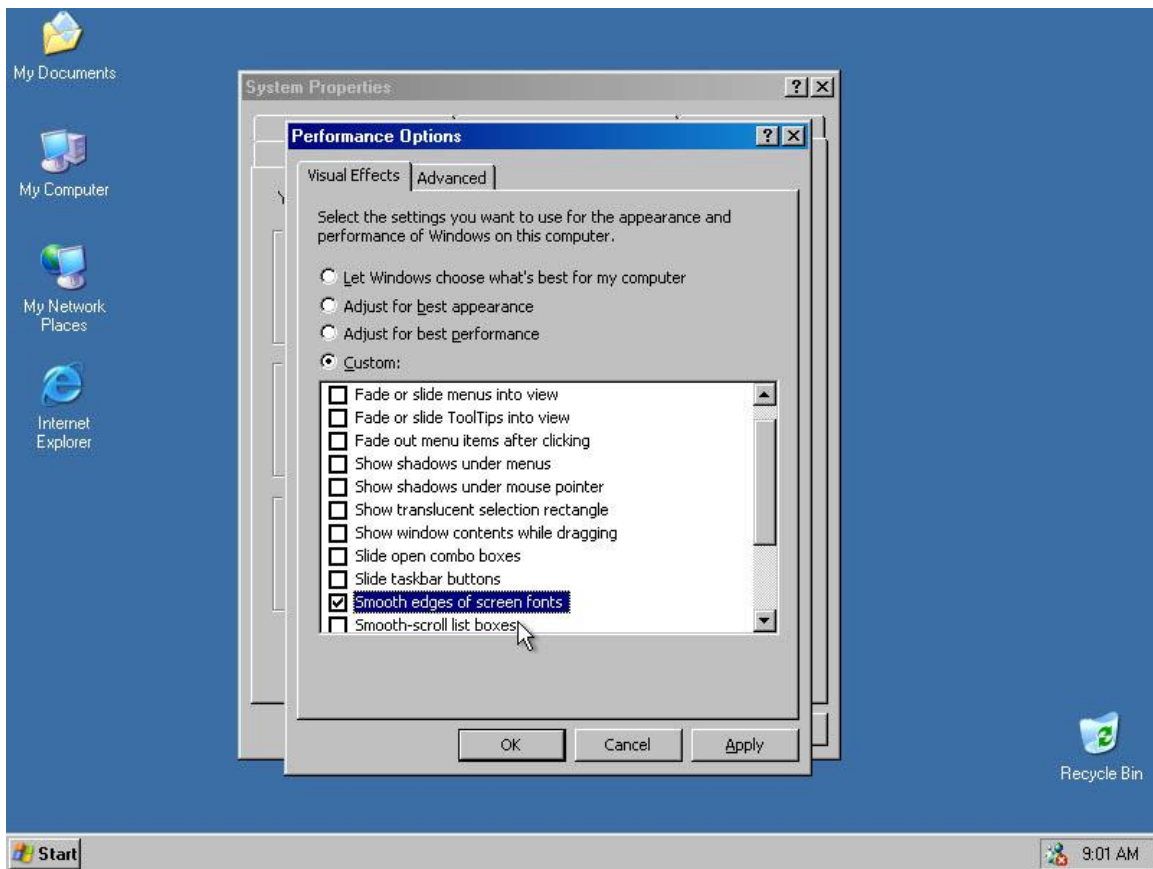 My Documents
My Computer
My Network
Places
Internet
Explorer
System Properties
Performance Options
Visual Effects
Advanced
Select the settings you want to use for the appearance and
performance of Windows on this computer.
Let Windows choose what's best for my computer
Adjust for best appearance
Adjust for best performance
Custom:
Fade or slide menus into view
Fade or slide ToolTips into view
Fade out menu items after clicking
Show shadows under menus
Show shadows under mouse pointer
Show translucent selection rectangle
Show window contents while dragging
Slide open combo boxes
Slide taskbar buttons
Smooth edges of screen fonts
Smooth-scroll list boxes
OK
Cancel
Apply
Recycle Bin
Start
9:01 AM